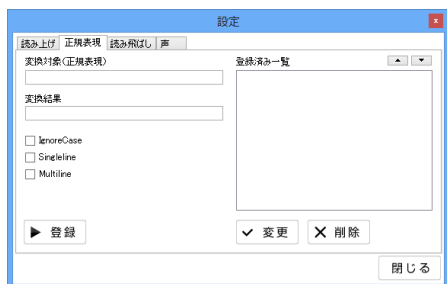 設定
x
読み上げ 正規表現 読み飛ばし 声
変換対象(正規表現)
変換結果
IgnoreCase
Singleline
Multiline
登録
登録済み一覧
変更 削除
閉じる